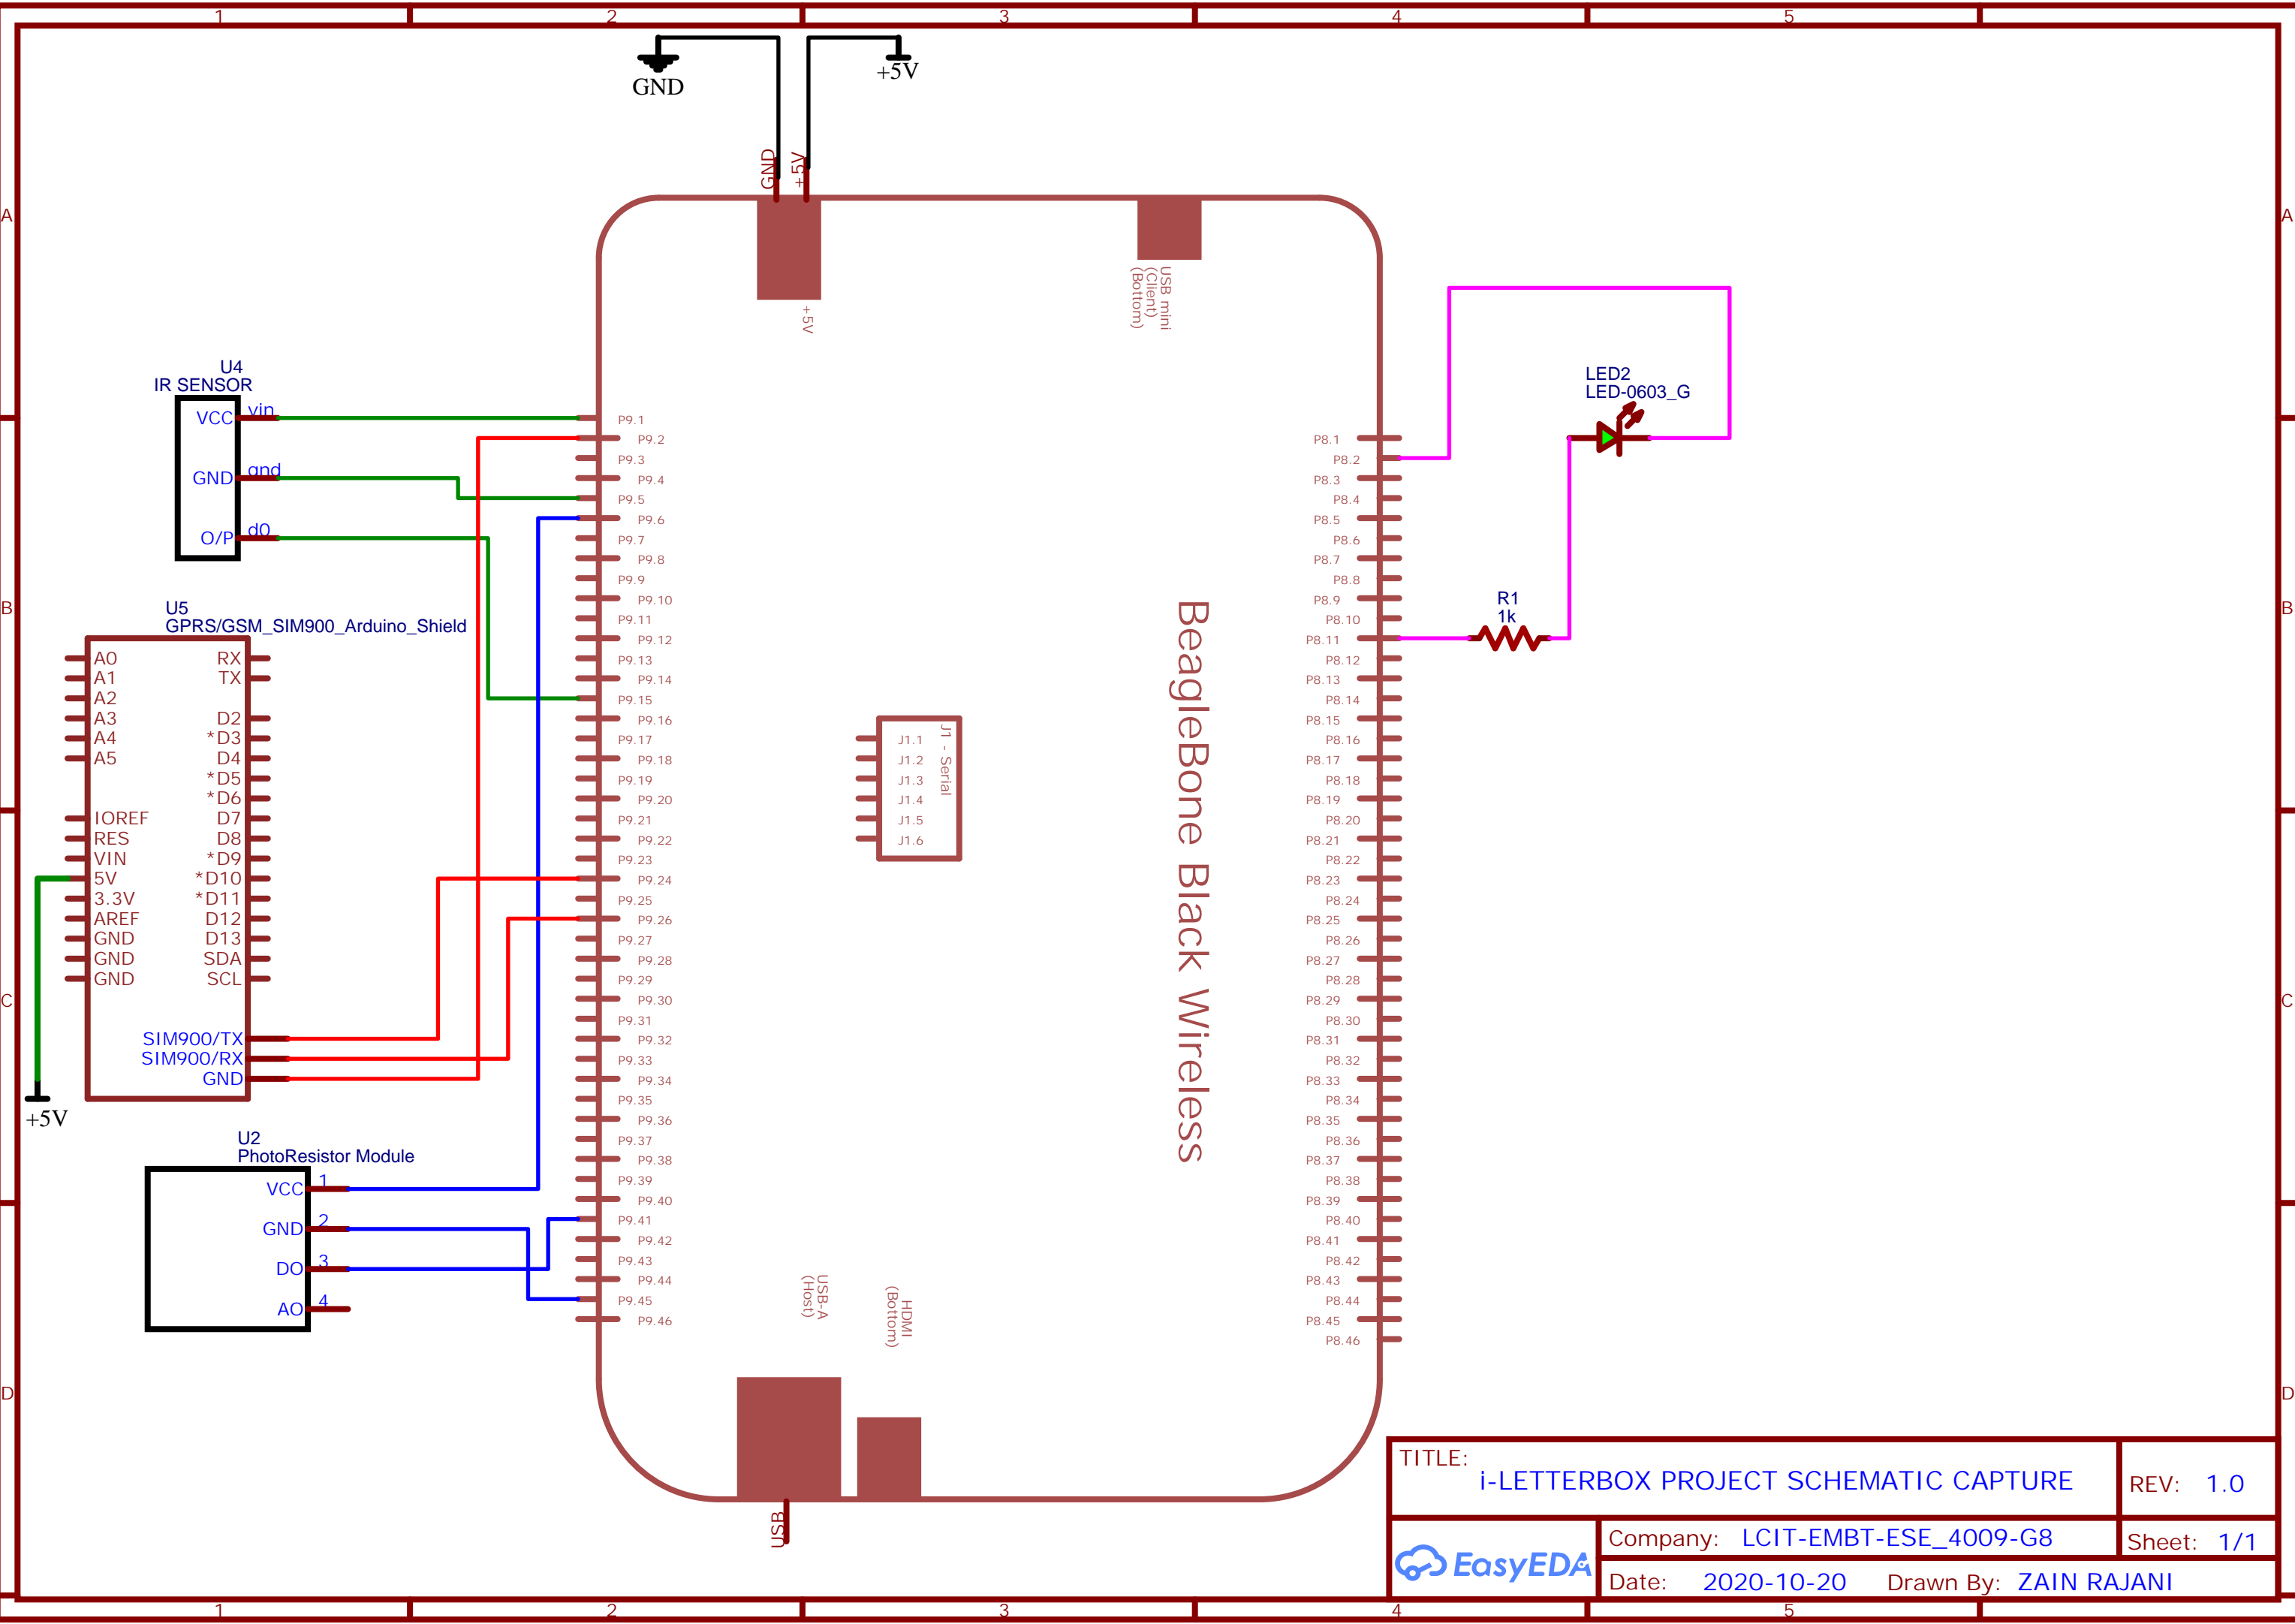 1 2 3 4 5
GND
+5V
GND
+5V
A
A
+5V
USB mini
(Client)
(Bottom)
U4
IR SENSOR
VCC vin
GND gnd
O/P d0
LED2
LED-0603_G
R1
1k
B
B
U5
GPRS/GSM_SIM900_Arduino_Shield
A0
A1
A2
A3
A4
A5
IOREF
RES
VIN
5V
3.3V
AREF
GND
GND
GND
RX
TX
D2
*D3
D4
*D5
*D6
D7
D8
*D9
*D10
*D11
D12
D13
SDA
SCL
SIM900/TX
SIM900/RX
GND
+5V
C
C
U2
PhotoResistor Module
VCC 1
GND 2
DO 3
AO 4
P9.1
P9.2
P9.3
P9.4
P9.5
P9.6
P9.7
P9.8
P9.9
P9.10
P9.11
P9.12
P9.13
P9.14
P9.15
P9.16
P9.17
P9.18
P9.19
P9.20
P9.21
P9.22
P9.23
P9.24
P9.25
P9.26
P9.27
P9.28
P9.29
P9.30
P9.31
P9.32
P9.33
P9.34
P9.35
P9.36
P9.37
P9.38
P9.39
P9.40
P9.41
P9.42
P9.43
P9.44
P9.45
P9.46
J1 - Serial
J1.1
J1.2
J1.3
J1.4
J1.5
J1.6
BeagleBone Black Wireless
P8.1
P8.2
P8.3
P8.4
P8.5
P8.6
P8.7
P8.8
P8.9
P8.10
P8.11
P8.12
P8.13
P8.14
P8.15
P8.16
P8.17
P8.18
P8.19
P8.20
P8.21
P8.22
P8.23
P8.24
P8.25
P8.26
P8.27
P8.28
P8.29
P8.30
P8.31
P8.32
P8.33
P8.34
P8.35
P8.36
P8.37
P8.38
P8.39
P8.40
P8.41
P8.42
P8.43
P8.44
P8.45
P8.46
USB-A
(Host)
HDMI
(Bottom)
USB
D
D
TITLE:
i-LETTERBOX PROJECT SCHEMATIC CAPTURE
REV: 1.0
EasyEDA
Company: LCIT-EMBT-ESE_4009-G8
Sheet: 1/1
Date: 2020-10-20 Drawn By: ZAIN RAJANI
1 2 3 4 5